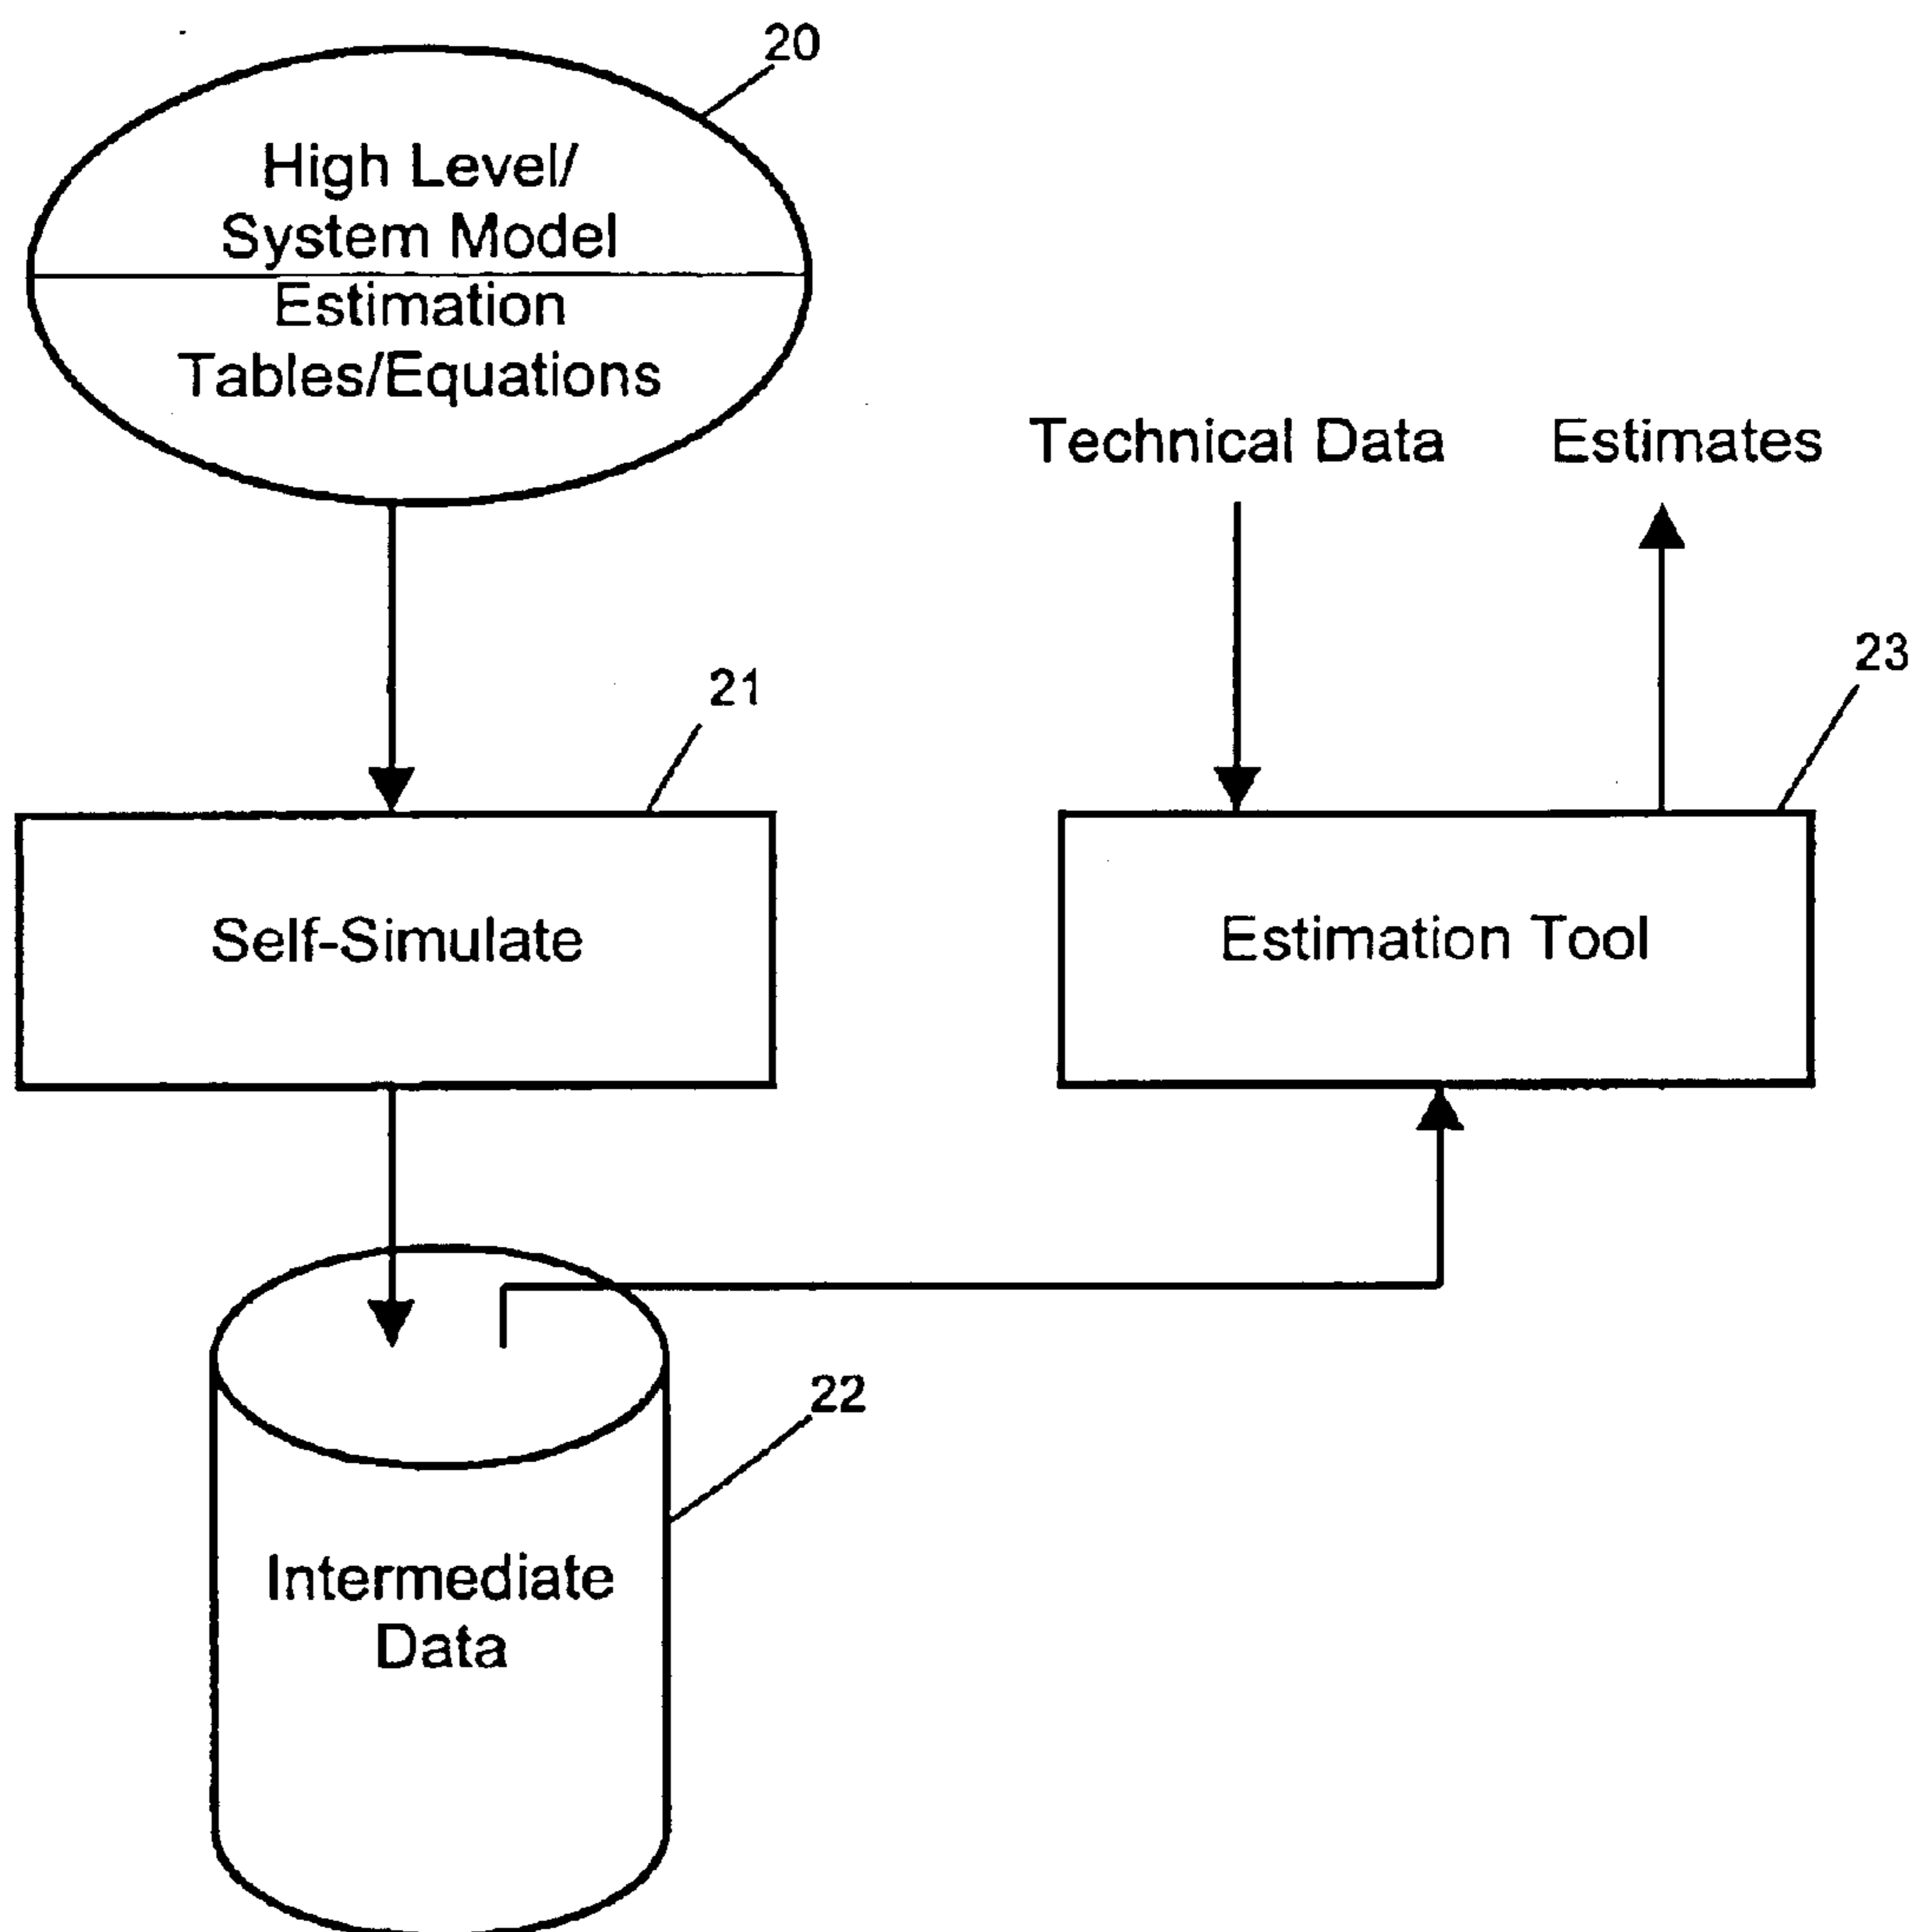 20
High Level/
System Model
Estimation
Tables/Equations
Technical Data
Estimates
21
23
Self-Simulate
Estimation Tool
22
Intermediate
Data